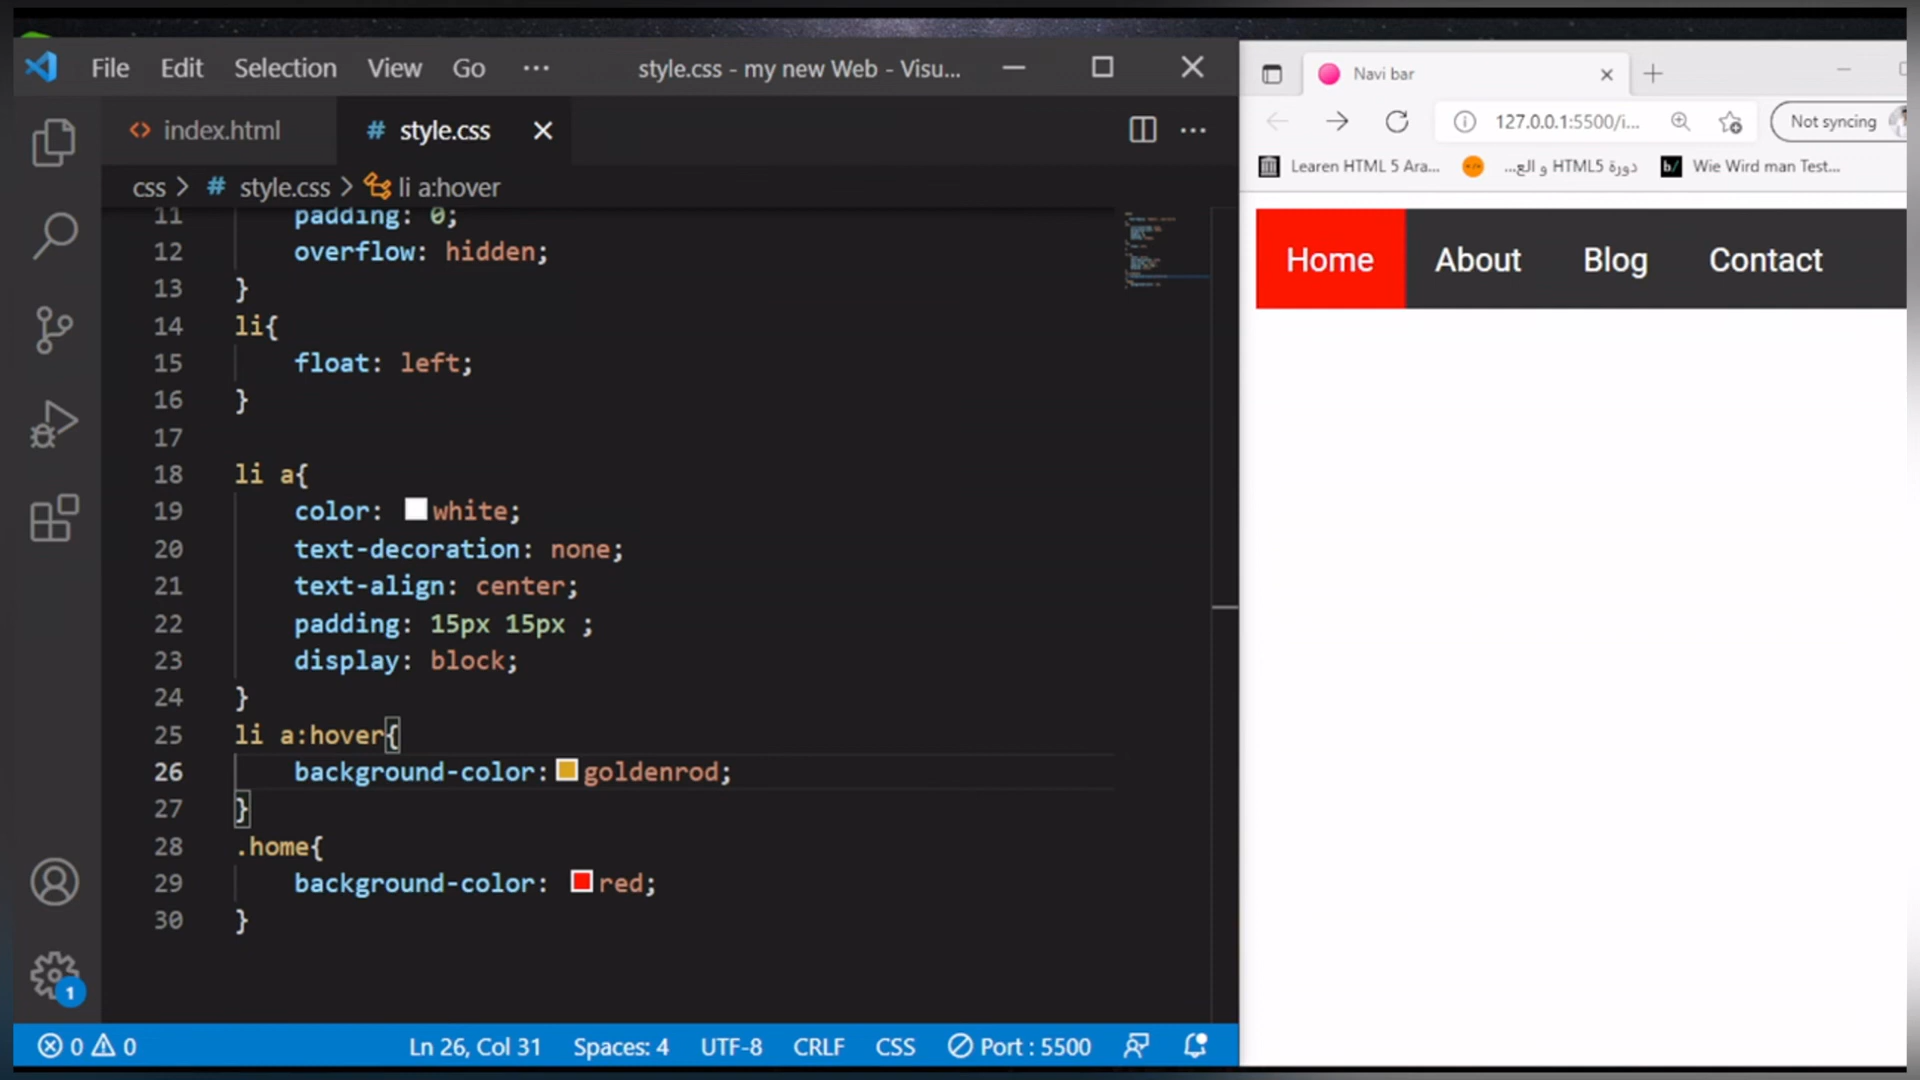 File Edit Selection View Go ··· style.css - my new Web - Visu...
index.html style.css
css > # style.css > li a:hover
11 padding: 0;
12 overflow: hidden;
13 }
14 li{
15 float: left;
16 }
17
18 li a{
19 color: white;
20 text-decoration: none;
21 text-align: center;
22 padding: 15px 15px ;
23 display: block;
24 }
25 li a:hover{
26 background-color: goldenrod;
27 }
28 .home{
29 background-color: red;
30 }
1
0 0 Ln 26, Col 31 Spaces: 4 UTF-8 CRLF CSS Port : 5500
Navi bar
127.0.0.1:5500/i... Not syncing
Learen HTML 5 Ara... دورة HTML5 و الع... b/ Wie Wird man Test...
Home About Blog Contact